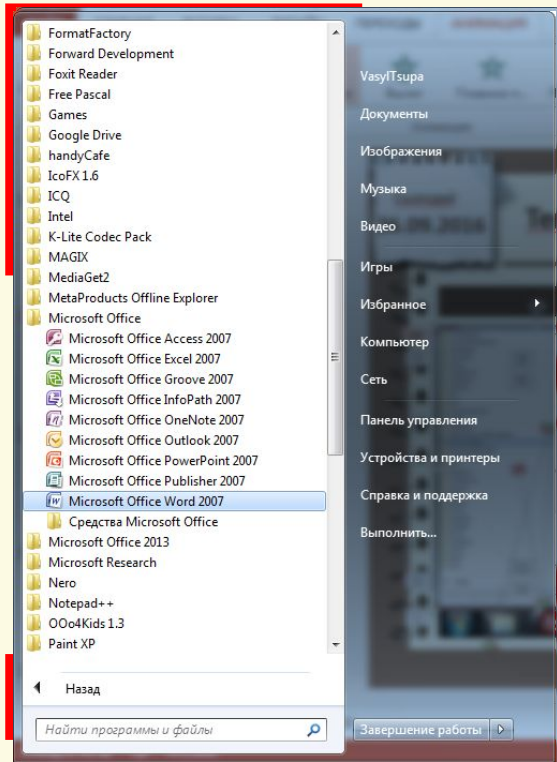 FormatFactory
Forward Development
Foxit Reader
Free Pascal
Games
Google Drive
handyCafe
IcoFX 1.6
ICQ
Intel
K-Lite Codec Pack
MAGIX
MediaGet2
MetaProducts Offline Explorer
Microsoft Office
Microsoft Office Access 2007
Microsoft Office Excel 2007
Microsoft Office Groove 2007
Microsoft Office InfoPath 2007
Microsoft Office OneNote 2007
Microsoft Office Outlook 2007
Microsoft Office PowerPoint 2007
Microsoft Office Publisher 2007
Microsoft Office Word 2007
Средства Microsoft Office
Microsoft Office 2013
Microsoft Research
Nero
Notepad++
OOo4Kids 1.3
Paint XP
Назад
Найти программы и файлы
VasylTsupa
Документы
Изображения
Музыка
Видео
Игры
Избранное
Компьютер
Сеть
Панель управления
Устройства и принтеры
Справка и поддержка
Выполнить...
Завершение работы
ПЕРЕХОДЫ
АНИМАЦИЯ
.09.2016